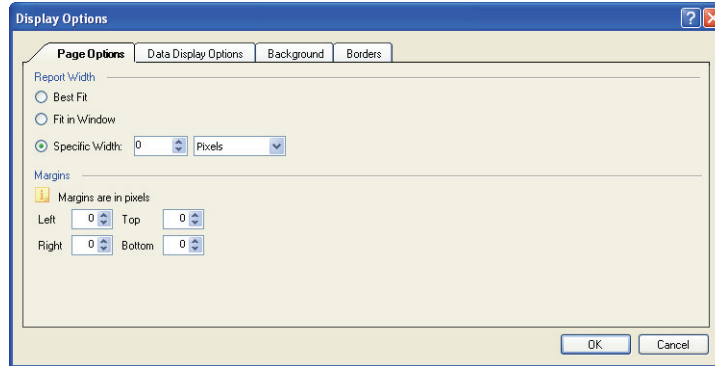 Display Options
Page Options Data Display Options Background Borders
Report Width
Best Fit
Fit in Window
Specific Width: 0 Pixels
Margins
Margins are in pixels
Left 0 Top 0
Right 0 Bottom 0
OK Cancel